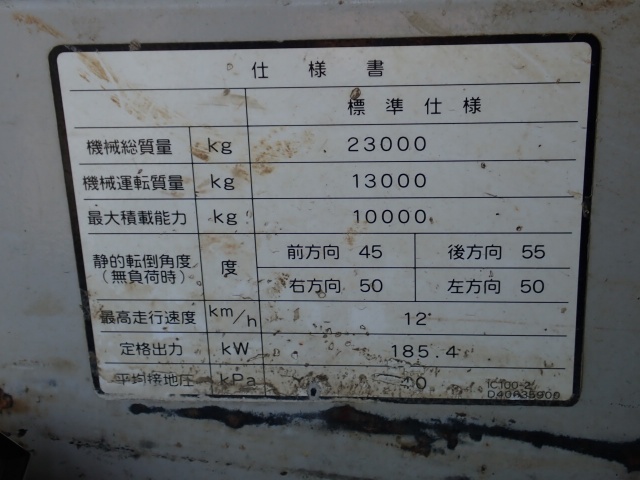 仕様書
標準仕様
機械総質量 kg 23000
機械運転質量 kg 13000
最大積載能力 kg 10000
静的転倒角度 (無負荷時) 度 前方向 45 後方向 55
右方向 50 左方向 50
最高走行速度 km/h 12
定格出力 kW 185.4
平均接地圧 kPa 40
IC100-2